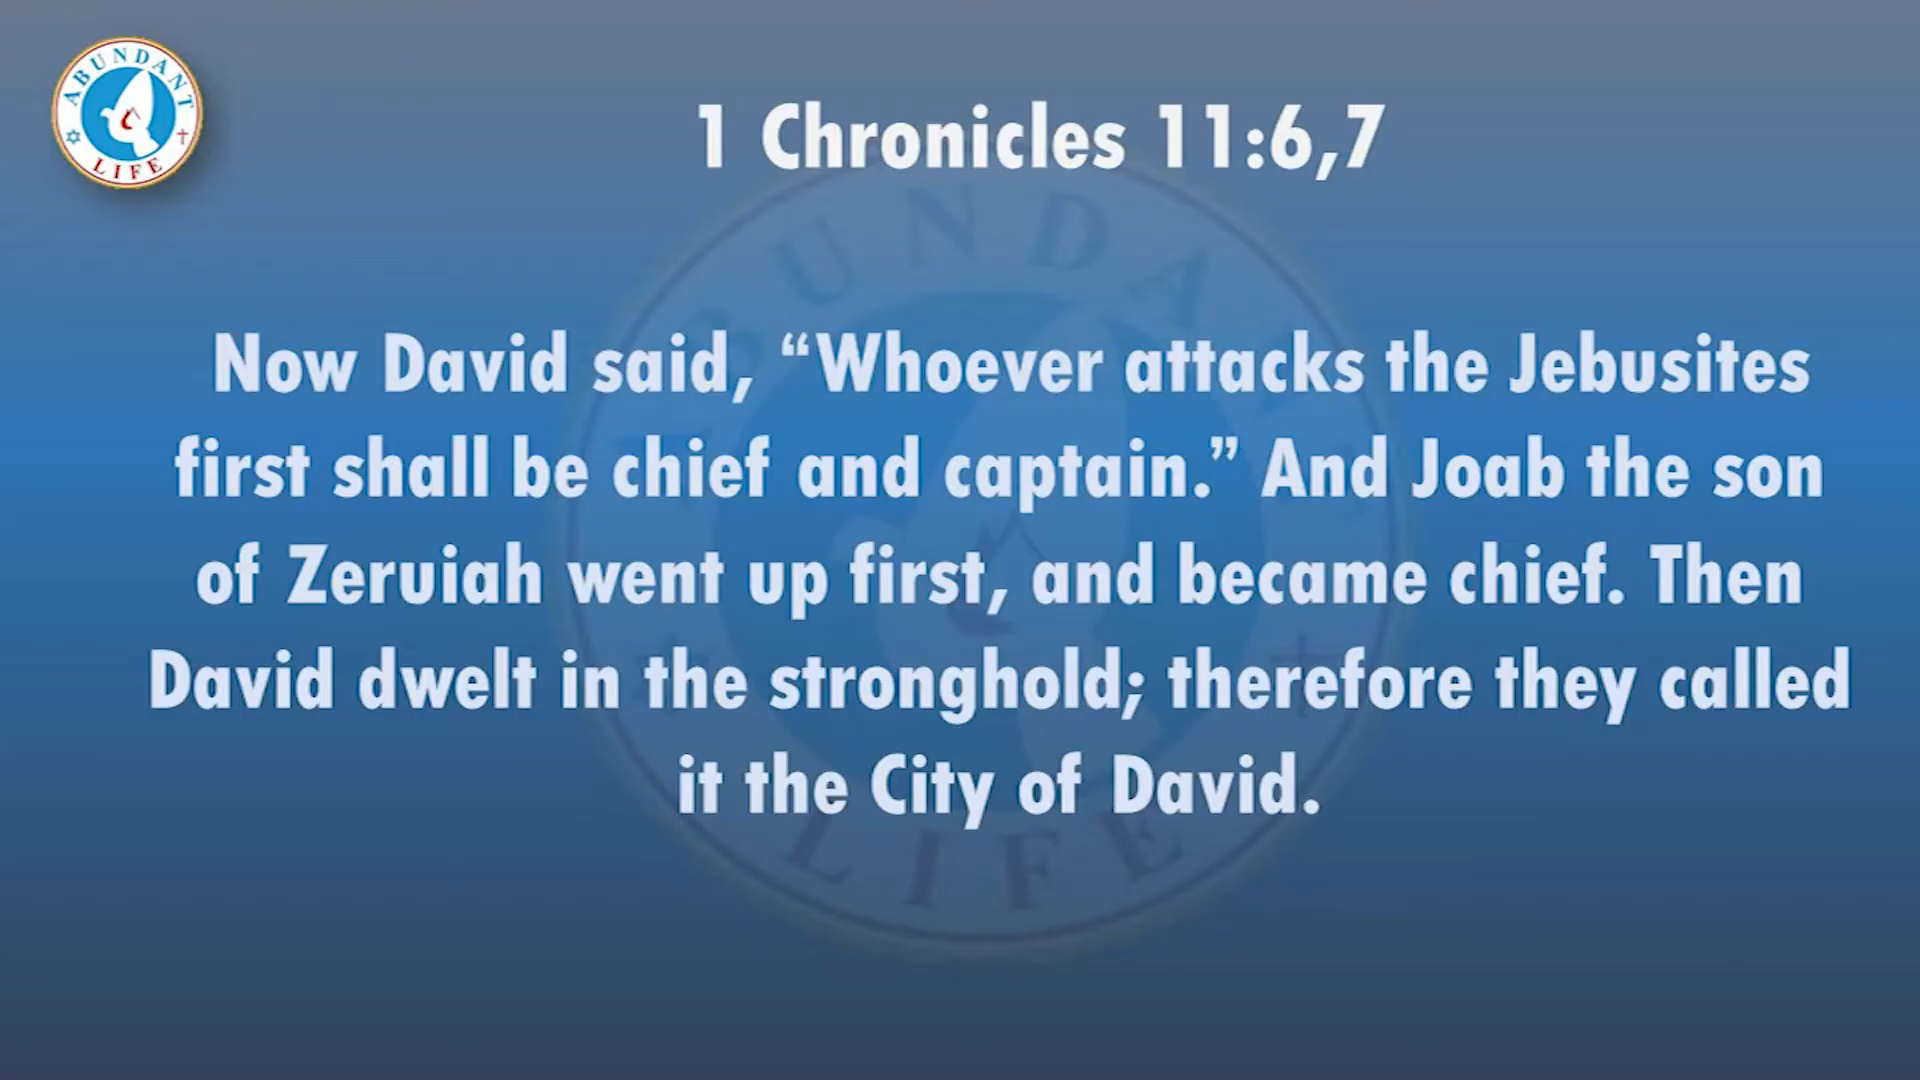 ABUNDANT
LIFE
1 Chronicles 11:6,7
Now David said, “Whoever attacks the Jebusites
first shall be chief and captain.” And Joab the son
of Zeruiah went up first, and became chief. Then
David dwelt in the stronghold; therefore they called
it the City of David.
ABUNDANT
LIFE